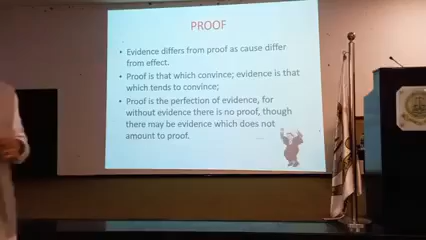 PROOF
• Evidence differs from proof as cause differ
from effect.
• Proof is that which convince; evidence is that
which tends to convince;
• Proof is the perfection of evidence, for
without evidence there is no proof, though
there may be evidence which does not
amount to proof.